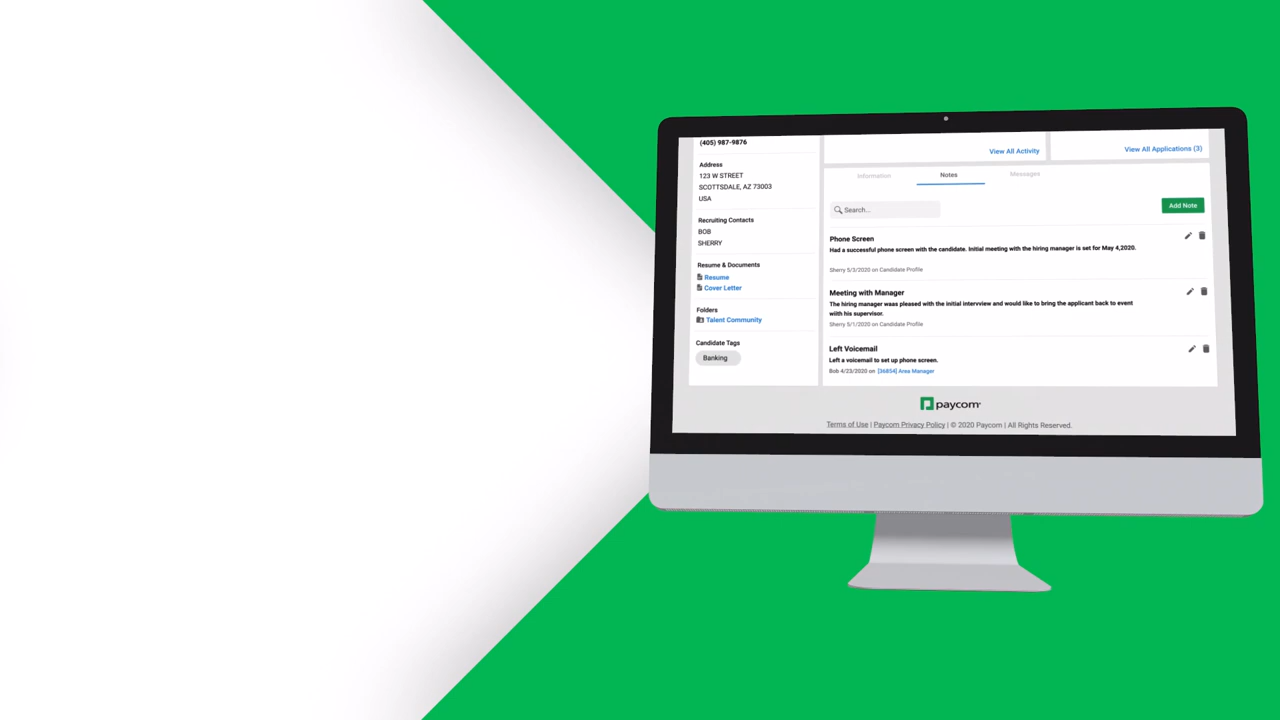 (405) 987-9876
Address
123 W STREET
SCOTTSDALE, AZ 73003
USA
Recruiting Contacts
BOB
SHERRY
Resume & Documents
Resume
Cover Letter
Folders
Talent Community
Candidate Tags
Banking
View All Activity
View All Applications (3)
Information
Notes
Messages
Search...
Add Note
Phone Screen
Had a successful phone screen with the candidate. Initial meeting with the hiring manager is set for May 4,2020.
Sherry 5/3/2020 on Candidate Profile
Meeting with Manager
The hiring manager waas pleased with the initial intervview and would like to bring the applicant back to event
wiith his supervisor.
Sherry 5/1/2020 on Candidate Profile
Left Voicemail
Left a voicemail to set up phone screen.
Bob 4/23/2020 on [36854] Area Manager
paycom
Terms of Use | Paycom Privacy Policy | © 2020 Paycom | All Rights Reserved.